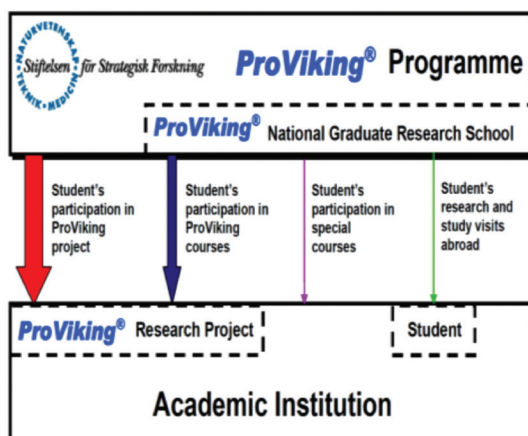 NATURVETENSKAP
TEKNIK MEDICIN
Stiftelsen för Strategisk Forskning
ProViking® Programme
ProViking® National Graduate Research School
Student's participation in ProViking project
Student's participation in ProViking courses
Student's participation in special courses
Student's research and study visits abroad
ProViking® Research Project
Student
Academic Institution